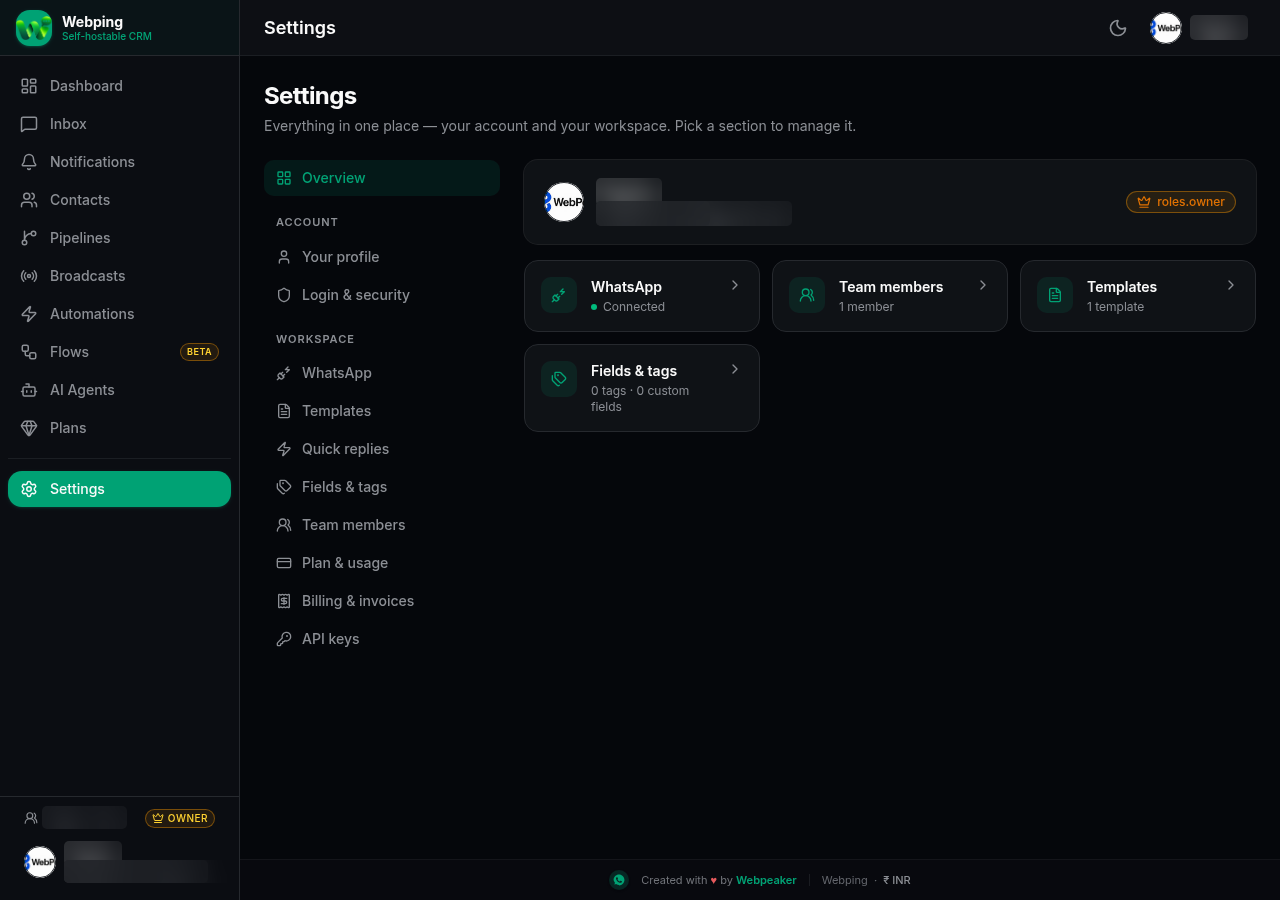 Webping
Self-hostable CRM
Dashboard
Inbox
Notifications
Contacts
Pipelines
Broadcasts
Automations
Flows BETA
AI Agents
Plans
Settings
OWNER
WebP
Settings
WebP
Settings
Everything in one place — your account and your workspace. Pick a section to manage it.
Overview
ACCOUNT
Your profile
Login & security
WORKSPACE
WhatsApp
Templates
Quick replies
Fields & tags
Team members
Plan & usage
Billing & invoices
API keys
WebP
roles.owner
WhatsApp
Connected
Team members
1 member
Templates
1 template
Fields & tags
0 tags · 0 custom
fields
Created with ♥ by Webpeaker Webping · ₹ INR